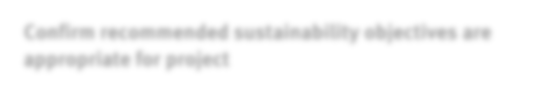 Confirm recommended sustainability objectives are
appropriate for project